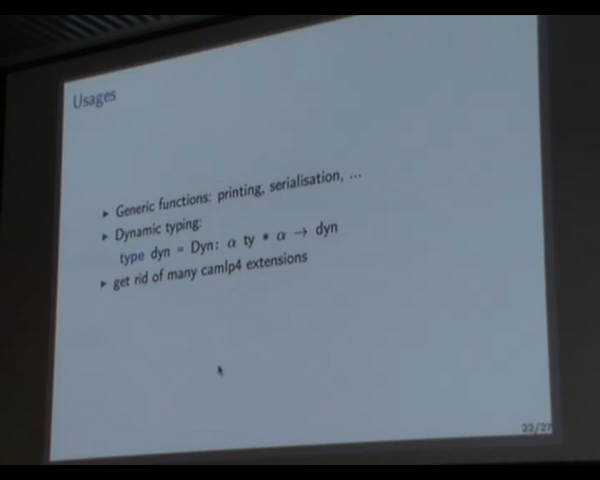 Usages
▸ Generic functions: printing, serialisation, ...
▸ Dynamic typing:
type dyn = Dyn: α ty * α → dyn
▸ get rid of many camlp4 extensions
22/27